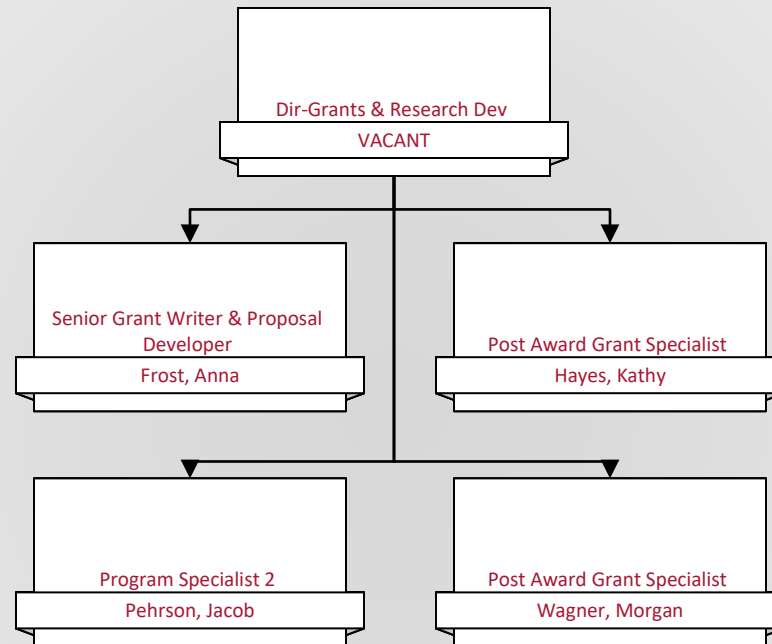 Dir-Grants & Research Dev
VACANT
Senior Grant Writer & Proposal
Developer
Frost, Anna
Post Award Grant Specialist
Hayes, Kathy
Program Specialist 2
Pehrson, Jacob
Post Award Grant Specialist
Wagner, Morgan